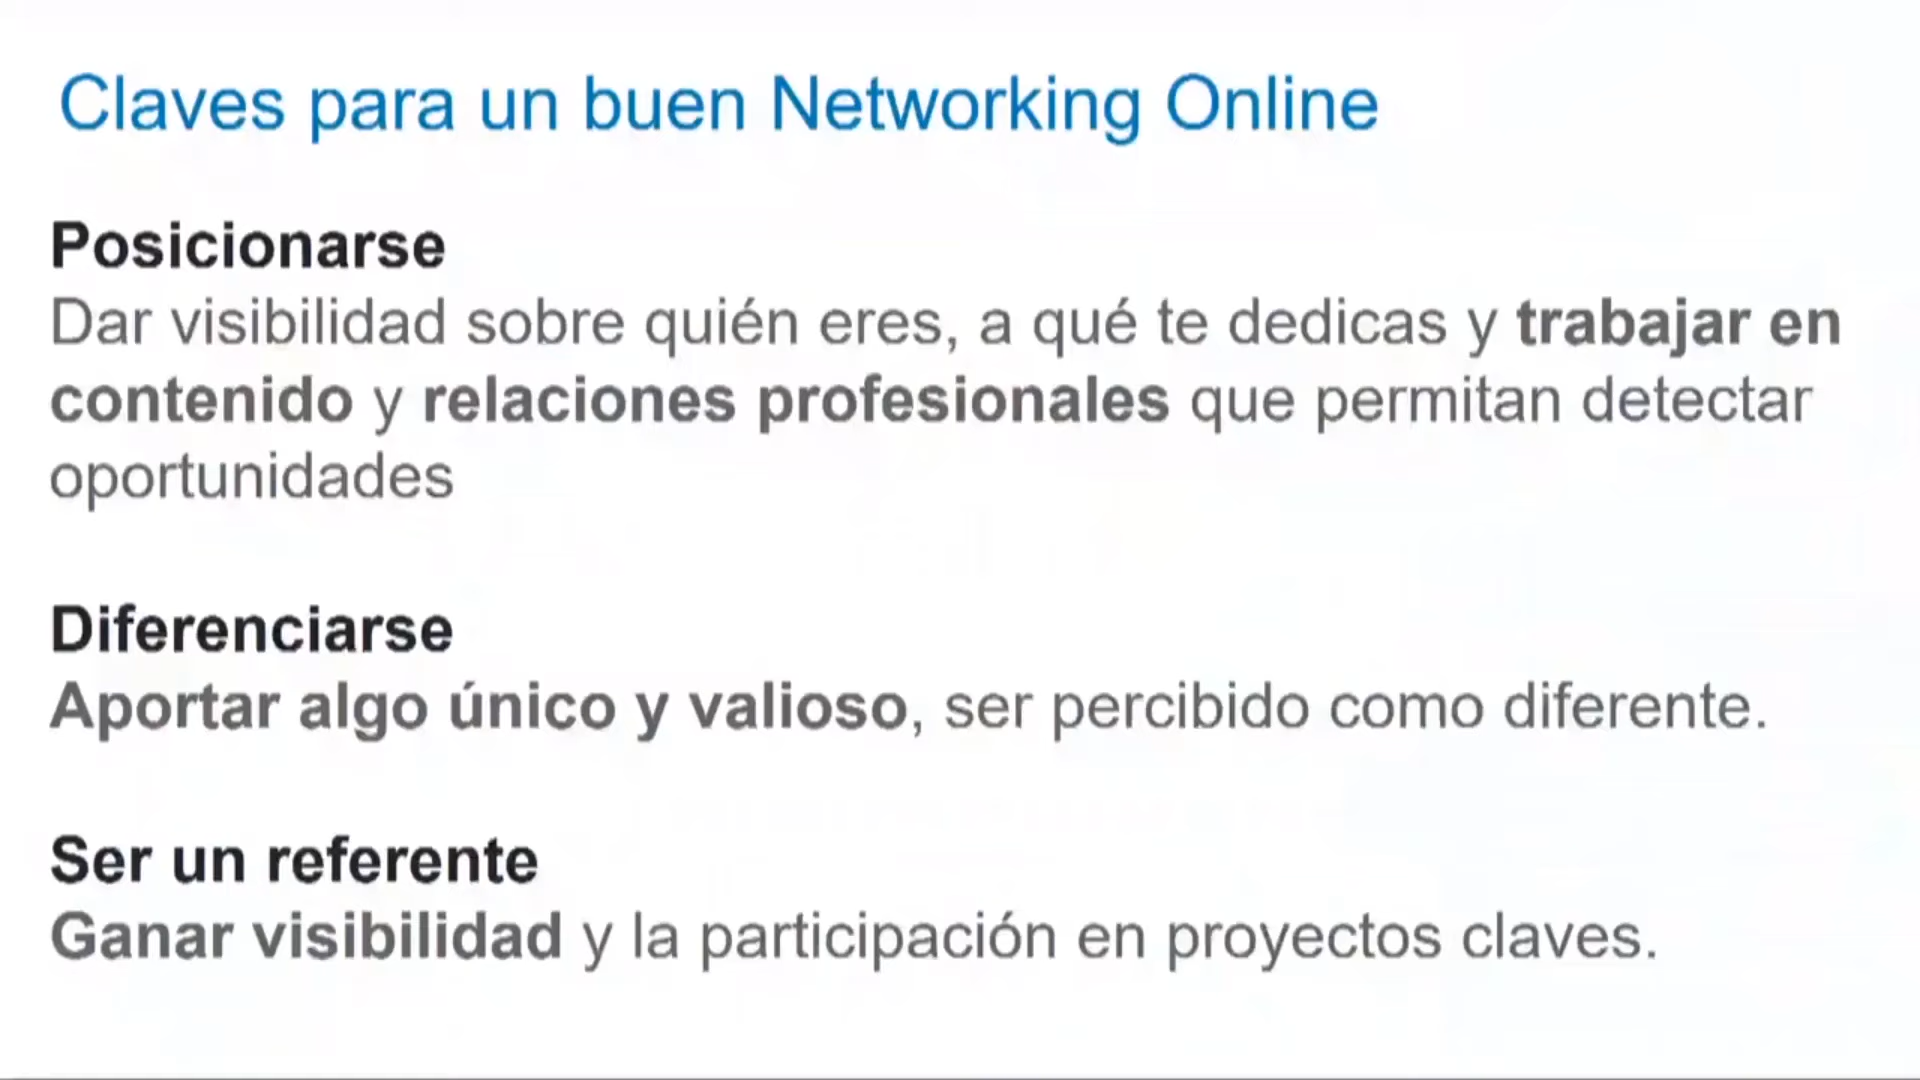 Claves para un buen Networking Online
Posicionarse
Dar visibilidad sobre quién eres, a qué te dedicas y trabajar en
contenido y relaciones profesionales que permitan detectar
oportunidades
Diferenciarse
Aportar algo único y valioso, ser percibido como diferente.
Ser un referente
Ganar visibilidad y la participación en proyectos claves.